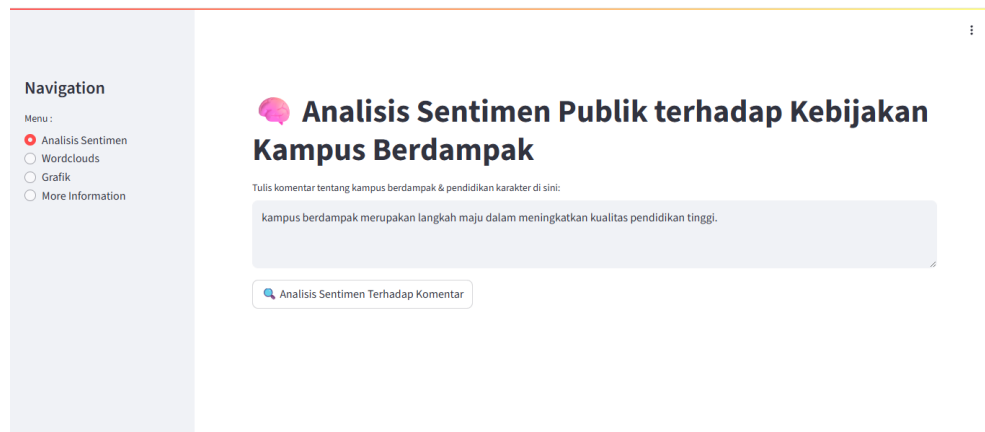 Navigation
Menu :
Analisis Sentimen
Wordclouds
Grafik
More Information
Analisis Sentimen Publik terhadap Kebijakan
Kampus Berdampak
Tulis komentar tentang kampus berdampak & pendidikan karakter di sini:
kampus berdampak merupakan langkah maju dalam meningkatkan kualitas pendidikan tinggi.
Analisis Sentimen Terhadap Komentar